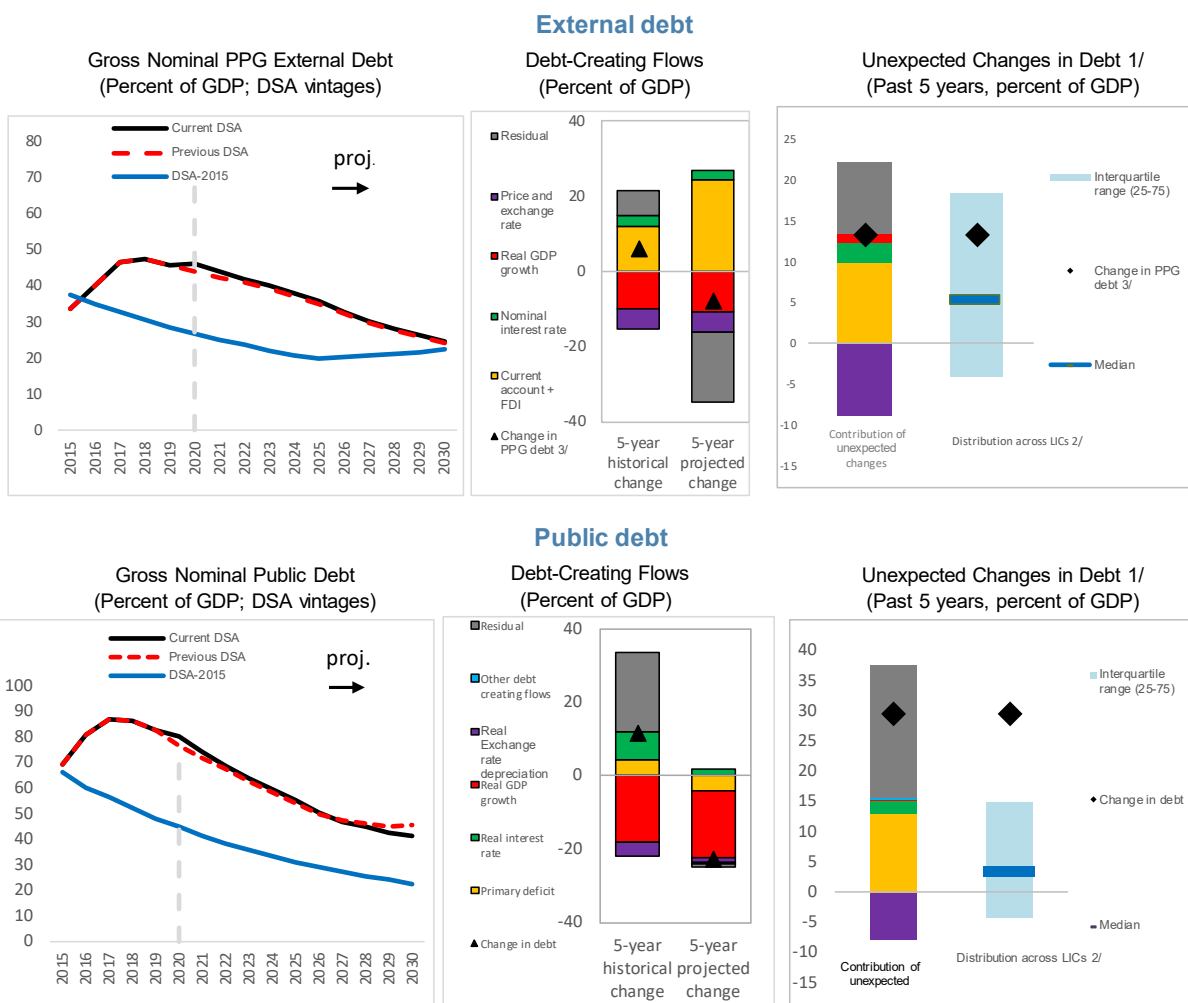 External debt
Gross Nominal PPG External Debt
(Percent of GDP; DSA vintages)
Current DSA
Previous DSA
DSA-2015
proj.
80
70
60
50
40
30
20
10
0
2015
2016
2017
2018
2019
2020
2021
2022
2023
2024
2025
2026
2027
2028
2029
2030
Debt-Creating Flows
(Percent of GDP)
Residual
Price and
exchange
rate
Real GDP
growth
Nominal
interest rate
Current
account +
FDI
Change in
PPG debt 3/
40
20
0
-20
-40
5-year
historical
change
5-year
projected
change
Unexpected Changes in Debt 1/
(Past 5 years, percent of GDP)
25
20
15
10
5
0
-5
-10
-15
Contribution of
unexpected
changes
Distribution across LICs 2/
Interquartile
range (25-75)
Change in PPG
debt 3/
Median
Public debt
Gross Nominal Public Debt
(Percent of GDP; DSA vintages)
Current DSA
Previous DSA
DSA-2015
proj.
100
90
80
70
60
50
40
30
20
10
0
2015
2016
2017
2018
2019
2020
2021
2022
2023
2024
2025
2026
2027
2028
2029
2030
Debt-Creating Flows
(Percent of GDP)
Residual
Other debt
creating flows
Real
Exchange
rate
depreciation
Real GDP
growth
Real interest
rate
Primary deficit
Change in debt
40
20
0
-20
-40
5-year
historical
change
5-year
projected
change
Unexpected Changes in Debt 1/
(Past 5 years, percent of GDP)
40
35
30
25
20
15
10
5
0
-5
-10
-15
Contribution of
unexpected
Distribution across LICs 2/
Interquartile
range (25-75)
Change in debt
Median